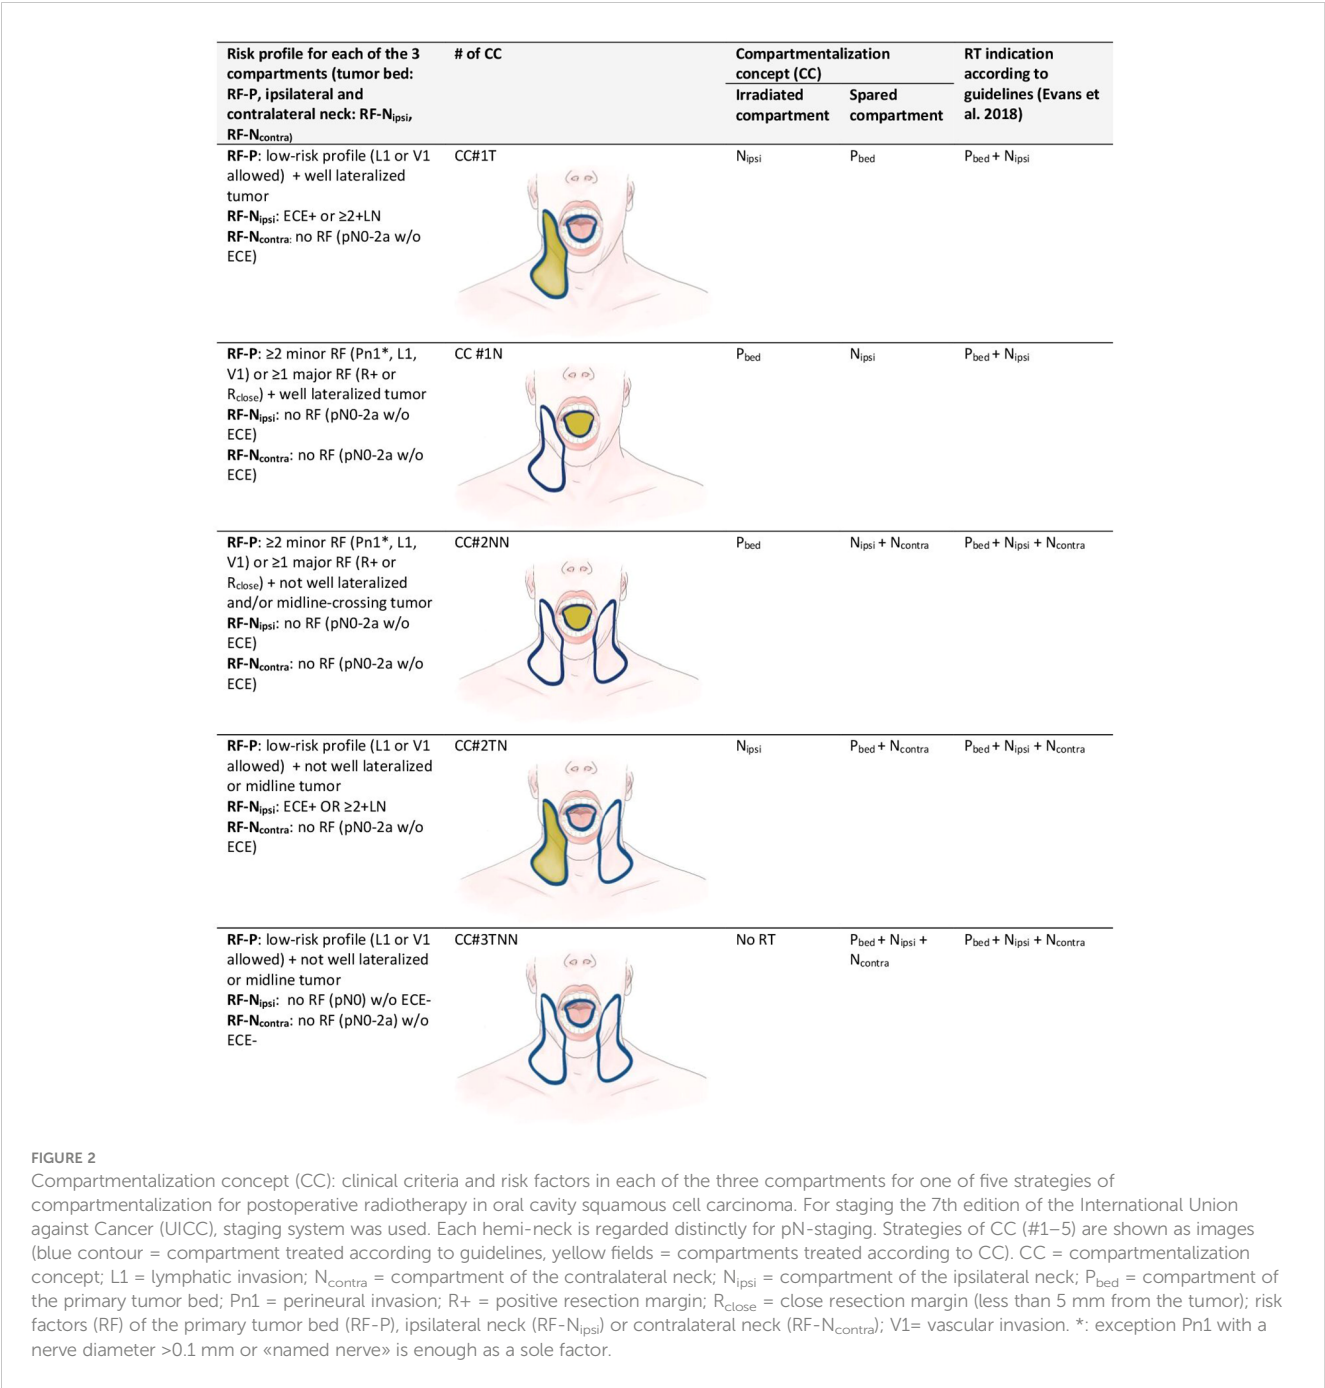 Risk profile for each of the 3
compartments (tumor bed:
RF-P, ipsilateral and
contralateral neck: RF-Nipsi,
RF-Ncontra)
# of CC
Compartmentalization
concept (CC)
Irradiated
compartment
Spared
compartment
RT indication
according to
guidelines (Evans et
al. 2018)
RF-P: low-risk profile (L1 or V1
allowed) + well lateralized
tumor
RF-Nipsi: ECE+ or ≥2+LN
RF-Ncontra: no RF (pN0-2a w/o
ECE)
CC#1T
Nipsi
Pbed
Pbed + Nipsi
RF-P: ≥2 minor RF (Pn1*, L1,
V1) or ≥1 major RF (R+ or
Rclose) + well lateralized tumor
RF-Nipsi: no RF (pN0-2a w/o
ECE)
RF-Ncontra: no RF (pN0-2a w/o
ECE)
CC #1N
Pbed
Nipsi
Pbed + Nipsi
RF-P: ≥2 minor RF (Pn1*, L1,
V1) or ≥1 major RF (R+ or
Rclose) + not well lateralized
and/or midline-crossing tumor
RF-Nipsi: no RF (pN0-2a w/o
ECE)
RF-Ncontra: no RF (pN0-2a w/o
ECE)
CC#2NN
Pbed
Nipsi + Ncontra
Pbed + Nipsi + Ncontra
RF-P: low-risk profile (L1 or V1
allowed) + not well lateralized
or midline tumor
RF-Nipsi: ECE+ OR ≥2+LN
RF-Ncontra: no RF (pN0-2a w/o
ECE)
CC#2TN
Nipsi
Pbed + Ncontra
Pbed + Nipsi + Ncontra
RF-P: low-risk profile (L1 or V1
allowed) + not well lateralized
or midline tumor
RF-Nipsi: no RF (pN0) w/o ECE-
RF-Ncontra: no RF (pN0-2a) w/o
ECE-
CC#3TNN
No RT
Pbed + Nipsi +
Ncontra
Pbed + Nipsi + Ncontra
FIGURE 2
Compartmentalization concept (CC): clinical criteria and risk factors in each of the three compartments for one of five strategies of
compartmentalization for postoperative radiotherapy in oral cavity squamous cell carcinoma. For staging the 7th edition of the International Union
against Cancer (UICC), staging system was used. Each hemi-neck is regarded distinctly for pN-staging. Strategies of CC (#1–5) are shown as images
(blue contour = compartment treated according to guidelines, yellow fields = compartments treated according to CC). CC = compartmentalization
concept; L1 = lymphatic invasion; Ncontra = compartment of the contralateral neck; Nipsi = compartment of the ipsilateral neck; Pbed = compartment of
the primary tumor bed; Pn1 = perineural invasion; R+ = positive resection margin; Rclose = close resection margin (less than 5 mm from the tumor); risk
factors (RF) of the primary tumor bed (RF-P), ipsilateral neck (RF-Nipsi) or contralateral neck (RF-Ncontra); V1= vascular invasion. *: exception Pn1 with a
nerve diameter >0.1 mm or «named nerve» is enough as a sole factor.